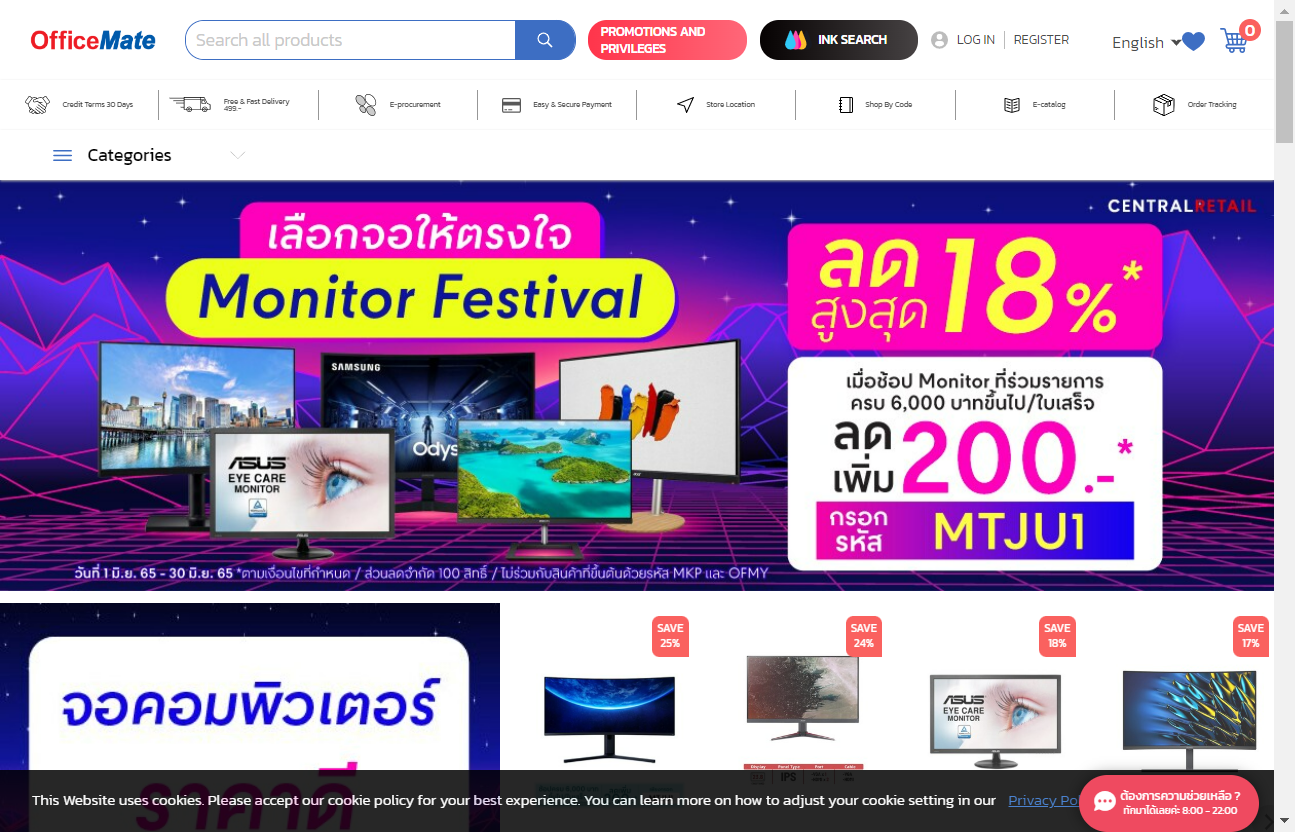 OfficeMate
Search all products
PROMOTIONS AND
PRIVILEGES
INK SEARCH
LOG IN
REGISTER
English
0
Credit Terms 30 Days
Free & Fast Delivery
499.-
E-procurement
Easy & Secure Payment
Store Location
Shop By Code
E-catalog
Order Tracking
Categories
CENTRALRETAIL
เลือกจอให้ตรงใจ
Monitor Festival
ลด
สูงสุด
18%*
SAMSUNG
Odys
ASUS
EYE CARE
MONITOR
เมื่อช้อป Monitor ที่ร่วมรายการ
ครบ 6,000 บาทขึ้นไป/ใบเสร็จ
ลด
เพิ่ม
200.-*
กรอก
รหัส
MTJU1
วันที่ 1 มิ.ย. 65 - 30 มิ.ย. 65 *ตามเงื่อนไขที่กำหนด / ส่วนลดจำกัด 100 สิทธิ์ / ไม่ร่วมกับสินค้าที่ขึ้นต้นด้วยรหัส MKP และ OFMY
จอคอมพิวเตอร์
ราคาดี
SAVE
25%
SAVE
24%
Display Panel Type Port Cable
IPS
SAVE
18%
ASUS
EYE CARE
MONITOR
SAVE
17%
This Website uses cookies. Please accept our cookie policy for your best experience. You can learn more on how to adjust your cookie setting in our Privacy Po
ต้องการความช่วยเหลือ ?
ทักมาได้เลยค่ะ 8:00 - 22:00